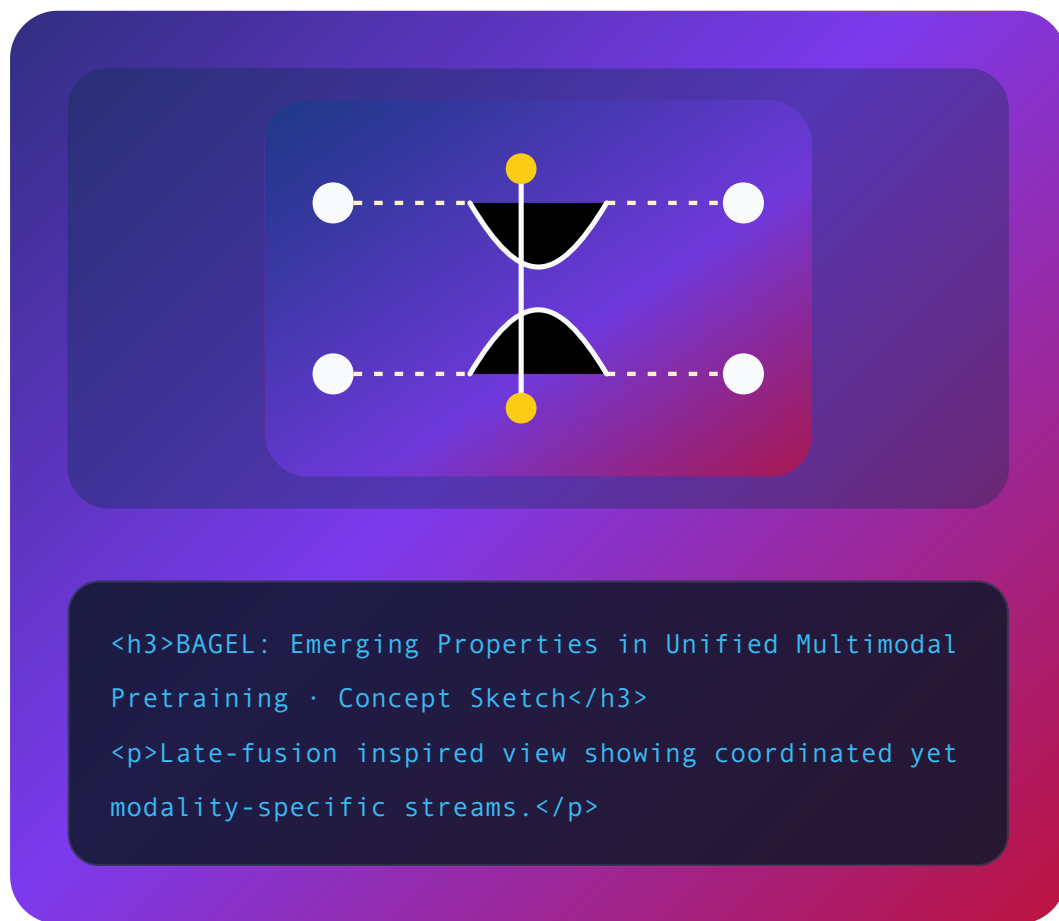 <h3>BAGEL: Emerging Properties in Unified Multimodal
Pretraining · Concept Sketch</h3>
<p>Late-fusion inspired view showing coordinated yet
modality-specific streams.</p>